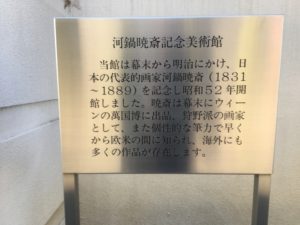 河鍋暁斎記念美術館
当館は幕末から明治にかけ、日
本の代表的画家河鍋暁斎（1831
～1889）を記念し昭和52年開
館しました。暁斎は幕末にウィー
ンの萬国博に出品、狩野派の画家
として、また個性的な筆力で早く
から欧米の間に知られ、海外にも
多くの作品が存在します。